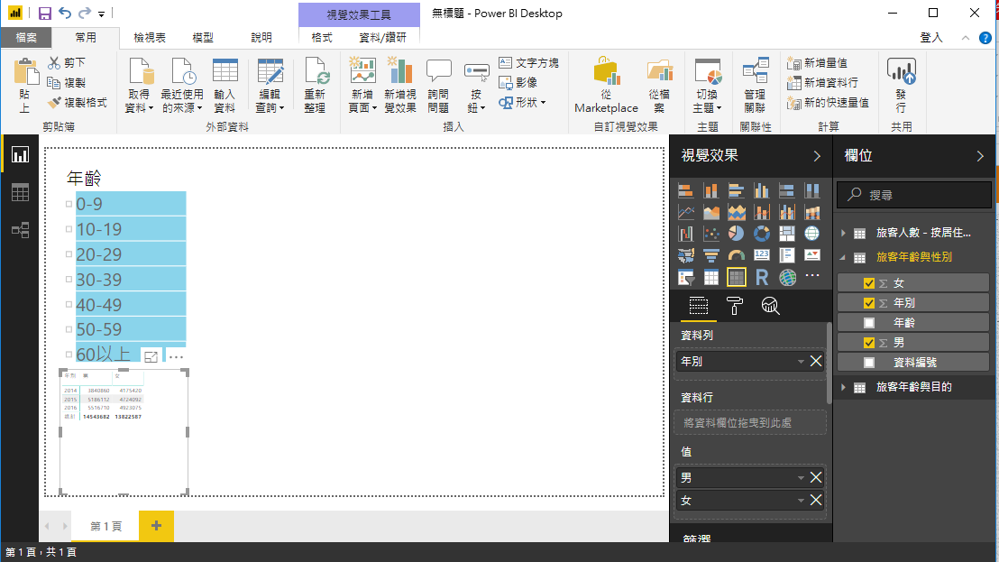 視覺效果工具
無標題 - Power BI Desktop
檔案 常用 檢視表 模型 說明 格式 資料/鑽研 登入
貼上
剪下
複製
複製格式
剪貼簿
取得資料
最近使用的來源
輸入資料
編輯查詢
重新整理
外部資料
新增頁面
新增視覺效果
詢問問題
按鈕
文字方塊
影像
形狀
插入
從 Marketplace
從檔案
自訂視覺效果
切換主題
主題
管理關聯
關聯性
新增量值
新增資料行
新的快速量值
計算
發行
共用
年齡
0-9
10-19
20-29
30-39
40-49
50-59
60以上
年別 男 女
2014 3840860 4175420
2015 5186112 4724092
2016 5516710 4923075
總計 14543682 13822587
視覺效果
資料列
年別
資料行
將資料欄位拖曳到此處
值
男
女
篩選
欄位
搜尋
旅客人數 - 按居住...
旅客年齡與性別
女
年別
年齡
男
資料編號
旅客年齡與目的
第 1 頁
第 1 頁，共 1 頁